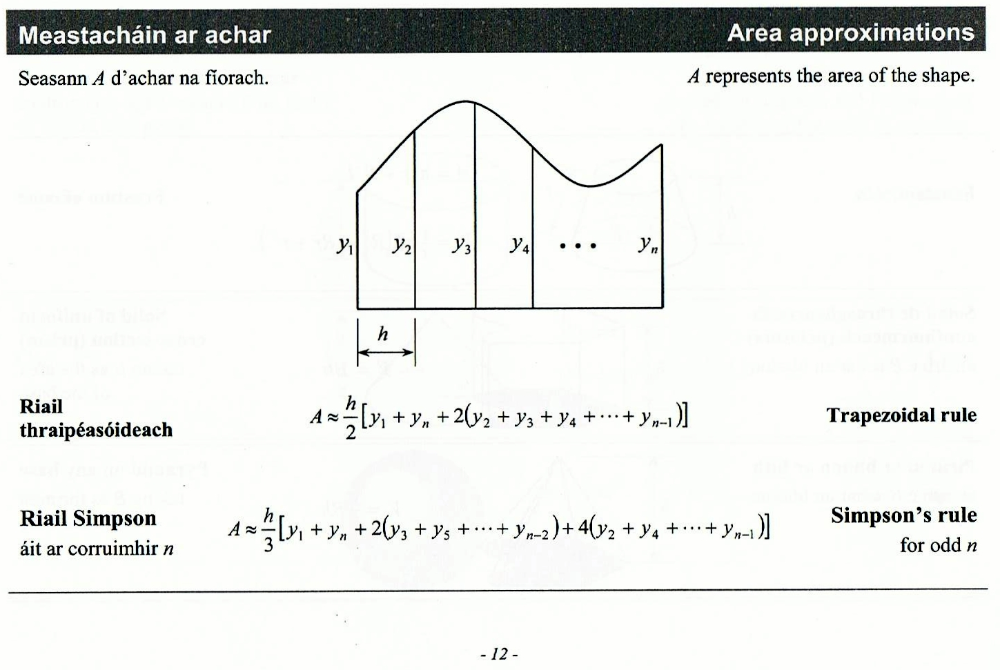 Meastacháin ar achar Area approximations
Seasann A d'achar na fíorach. A represents the area of the shape.
y₁ y₂ y₃ y₄ • • • yₙ
h
Riail thraipéasóideach
A ≈ h/2 [y₁ + yₙ + 2(y₂ + y₃ + y₄ + ⋯ + yₙ₋₁)]
Trapezoidal rule
Riail Simpson
áit ar corruimhir n
A ≈ h/3 [y₁ + yₙ + 2(y₃ + y₅ + ⋯ + yₙ₋₂) + 4(y₂ + y₄ + ⋯ + yₙ₋₁)]
Simpson's rule
for odd n
- 12 -